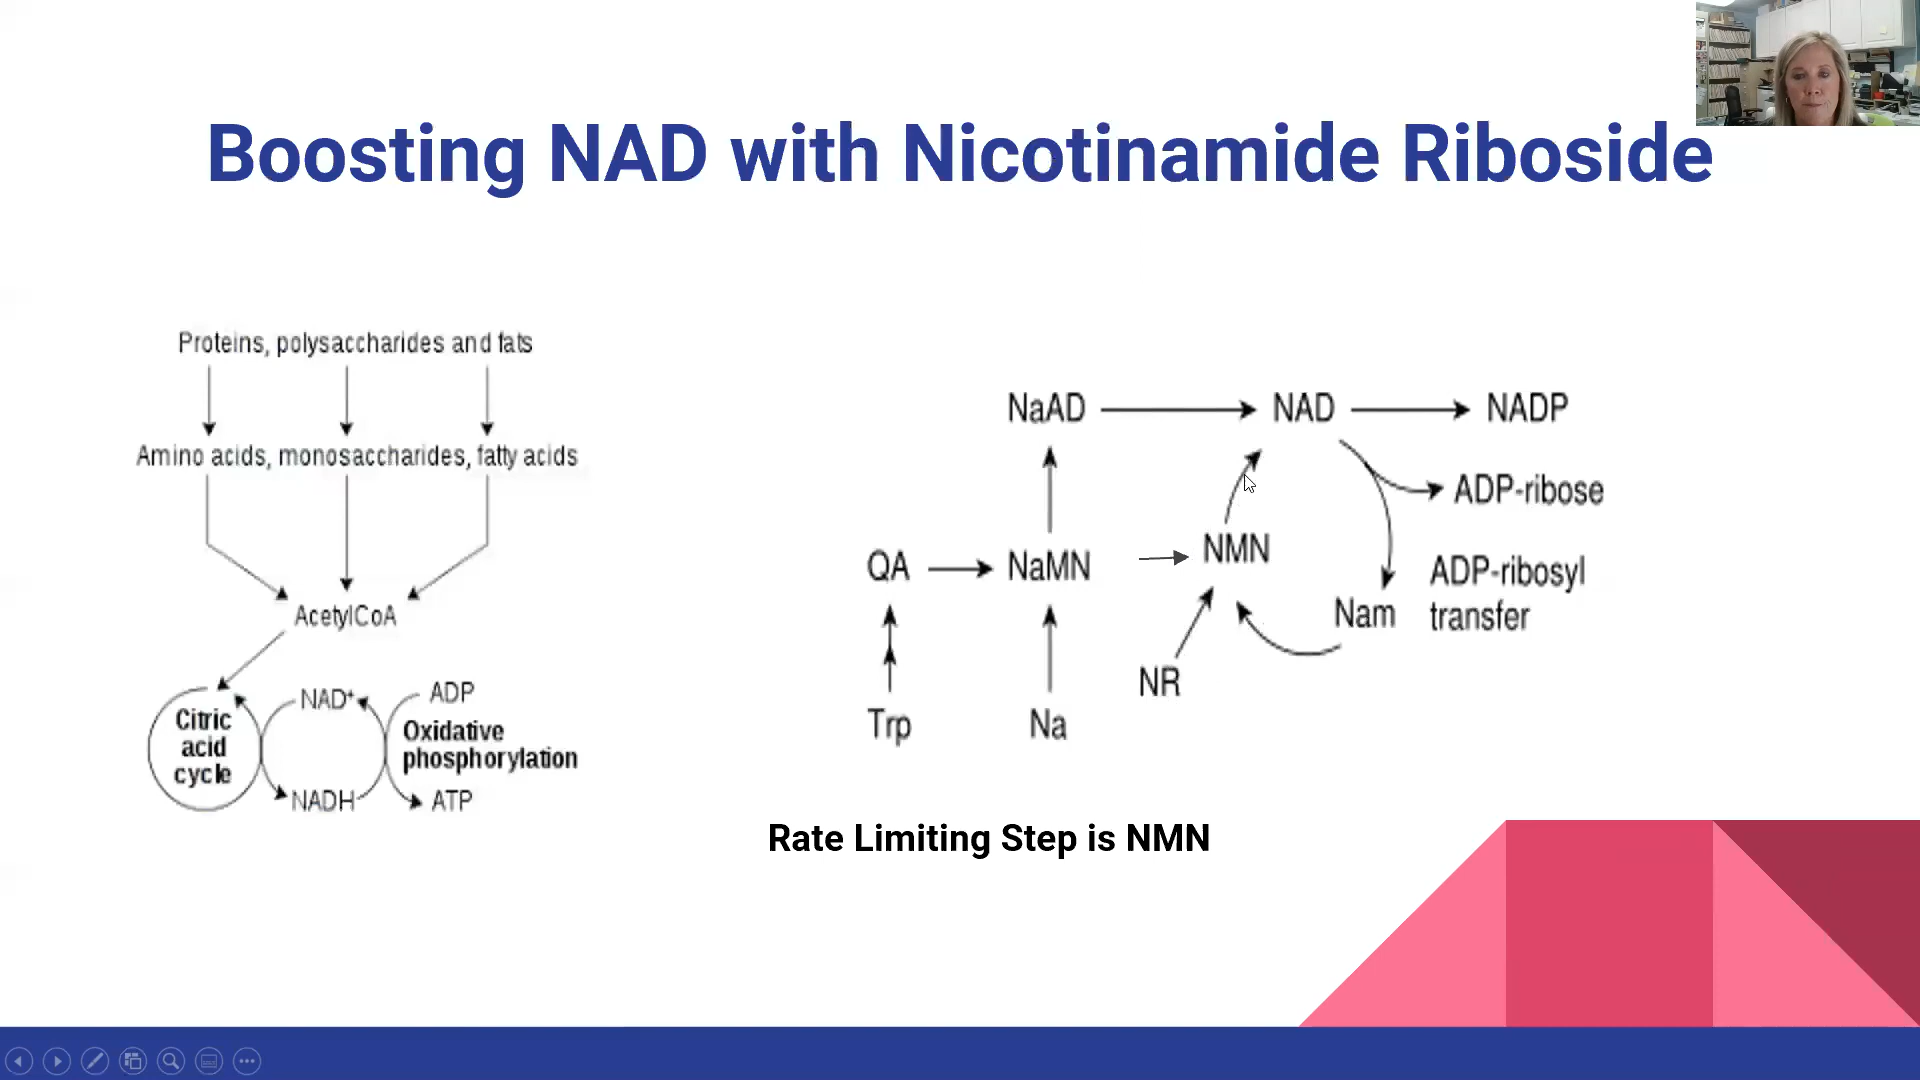 Boosting NAD with Nicotinamide Riboside
Proteins, polysaccharides and fats
Amino acids, monosaccharides, fatty acids
AcetylCoA
Citric
acid
cycle
NAD+
NADH
ADP
Oxidative
phosphorylation
ATP
NaAD
NAD
NADP
ADP-ribose
QA
NaMN
NMN
ADP-ribosyl
transfer
Nam
NR
Trp
Na
Rate Limiting Step is NMN